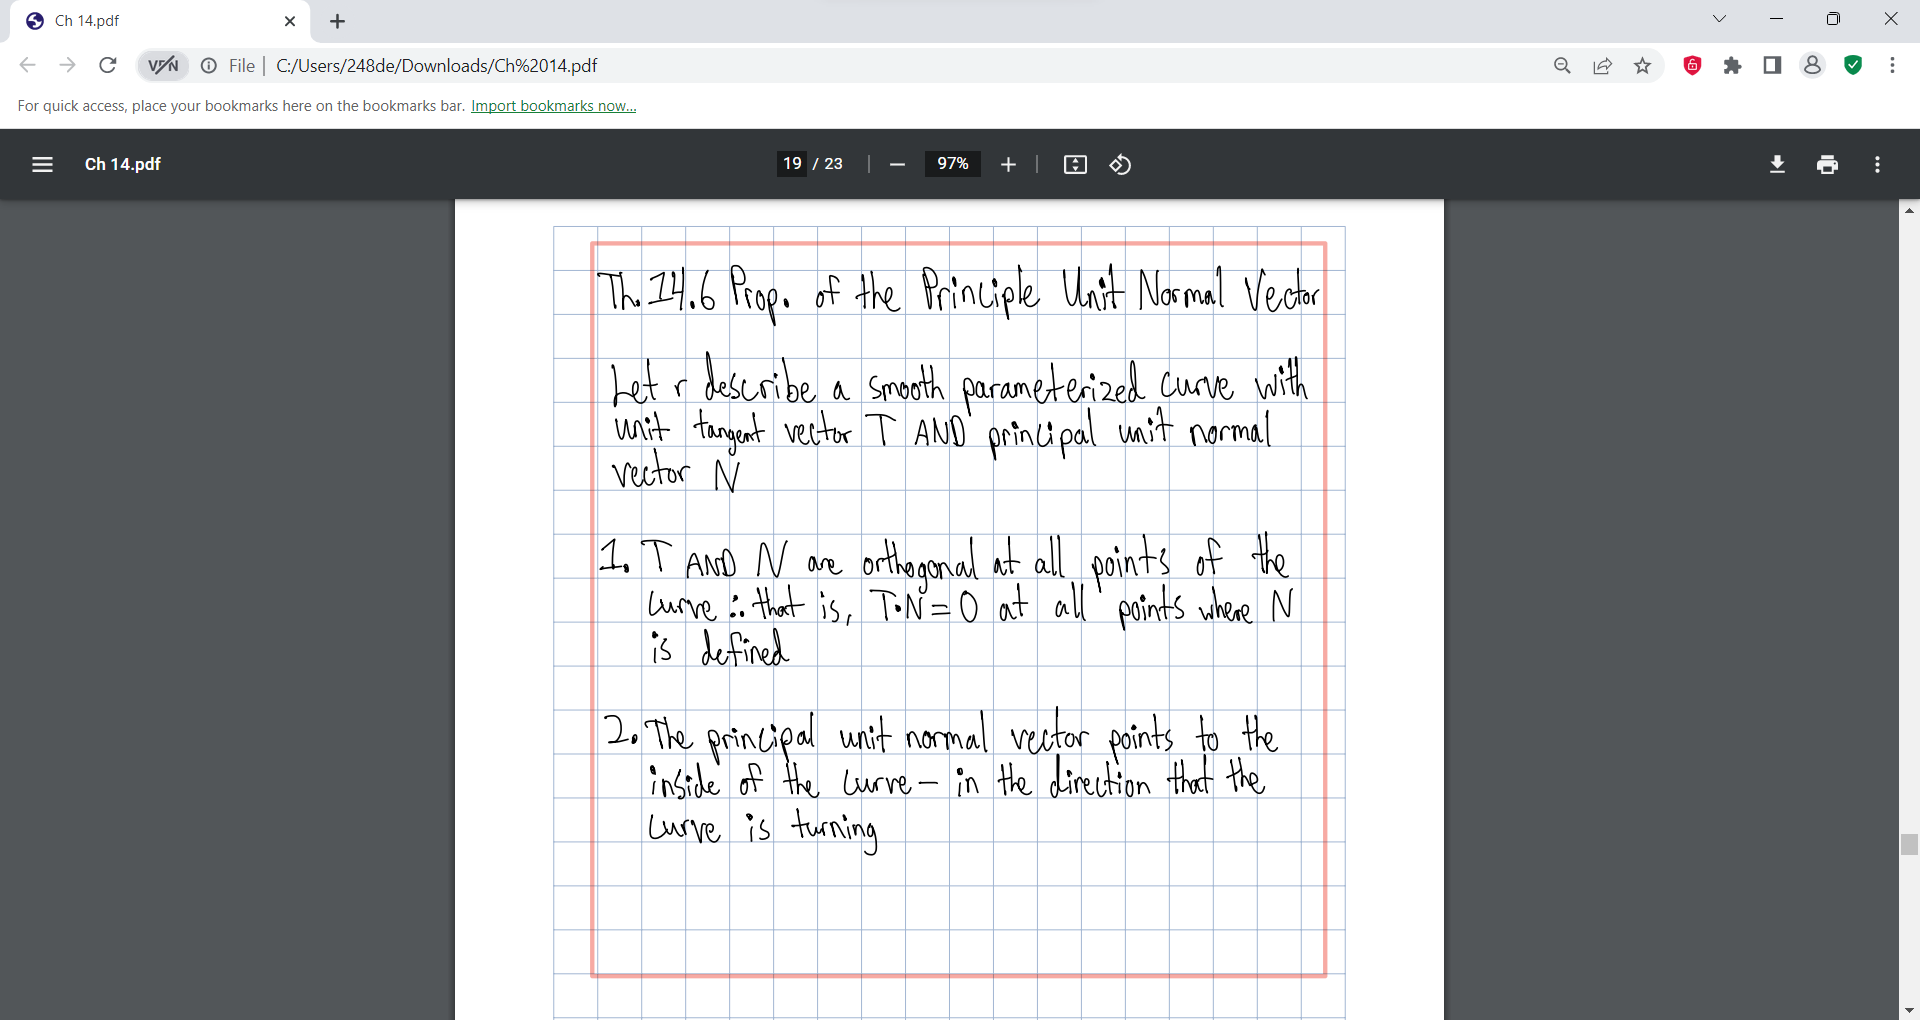 Ch 14.pdf
VPN File C:/Users/248de/Downloads/Ch%2014.pdf
For quick access, place your bookmarks here on the bookmarks bar. Import bookmarks now...
Ch 14.pdf 19 / 23 97%
Th. 14.6 Prop. of the Principle Unit Normal Vector
Let r describe a smooth parameterized curve with
unit tangent vector T AND principal unit normal
vector N
1. T AND N are orthogonal at all points of the
curve ∴ that is, T•N=0 at all points where N
is defined
2. The principal unit normal vector points to the
inside of the curve – in the direction that the
curve is turning